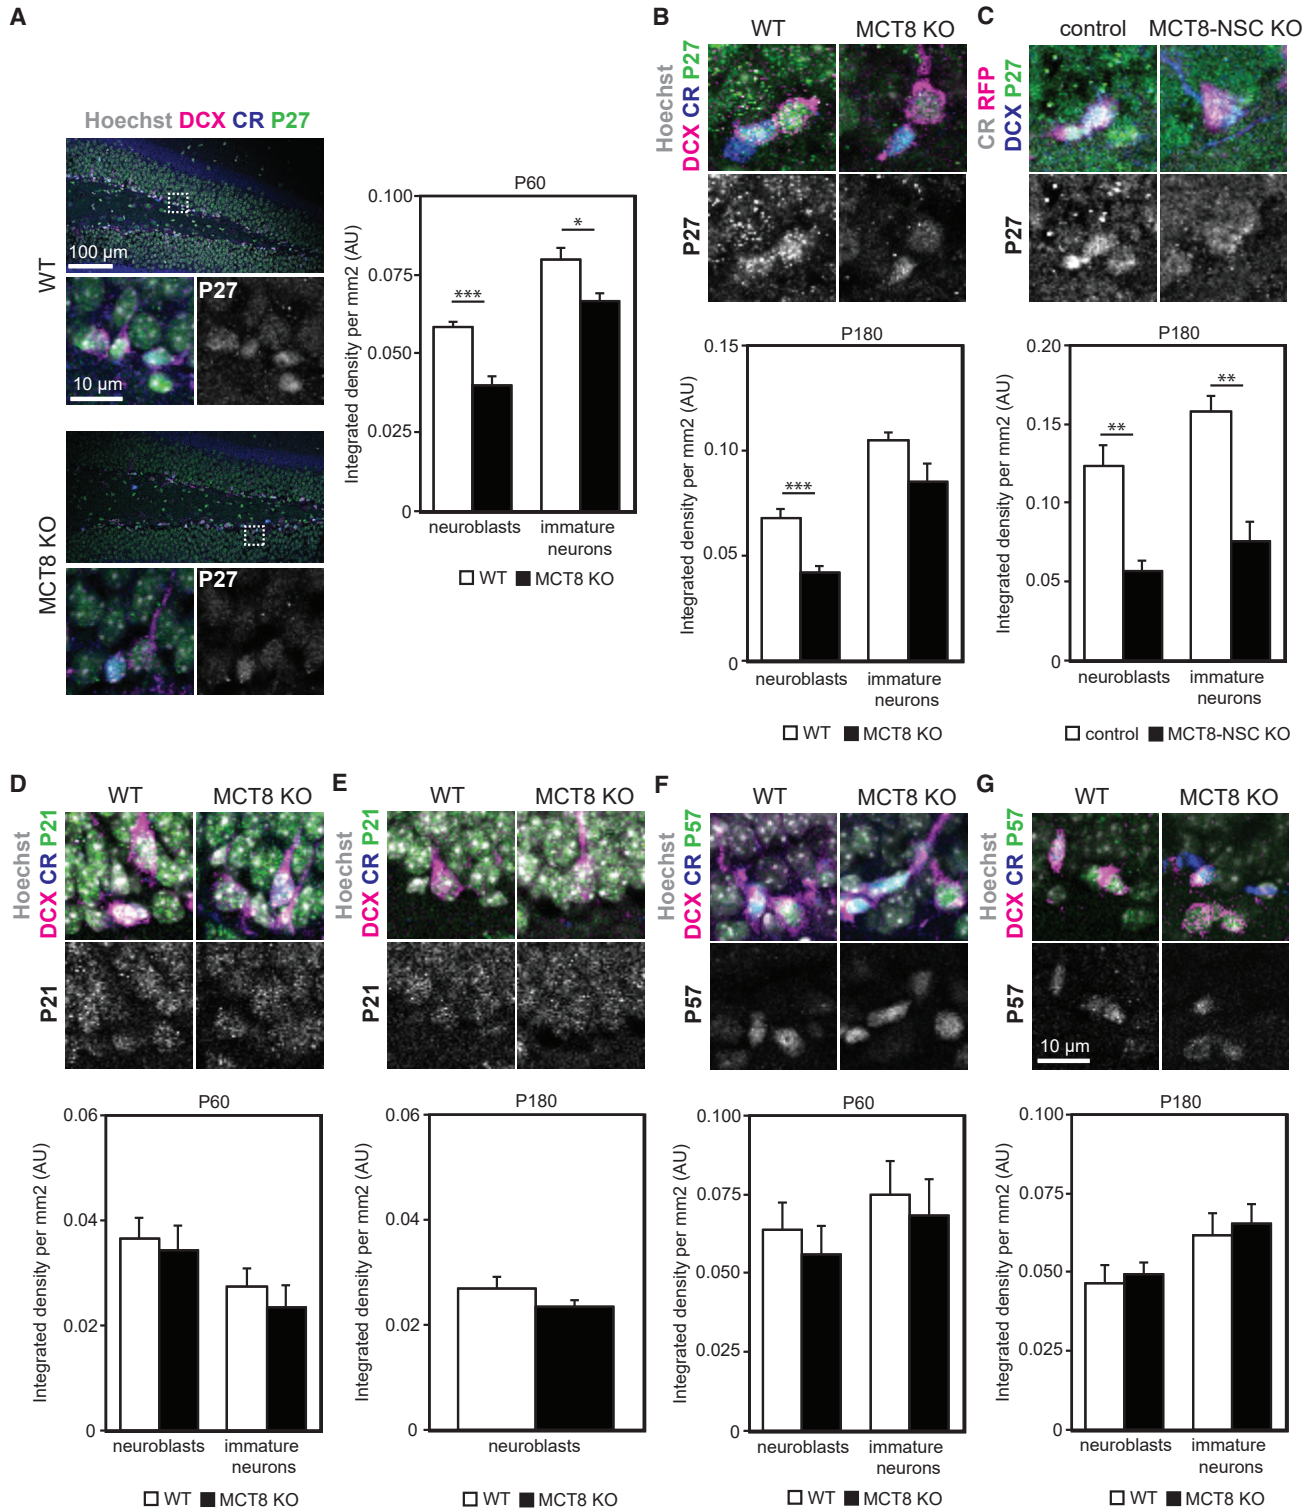 A
Hoechst DCX CR P27
WT
100 µm
P27
10 µm
MCT8 KO
P27
P60
Integrated density per mm2 (AU)
0.100
0.075
0.050
0.025
0
***
*
neuroblasts
immature
neurons
WT MCT8 KO
B
WT MCT8 KO
Hoechst
DCX CR P27
P27
P180
Integrated density per mm2 (AU)
0.15
0.10
0.05
0
***
neuroblasts
immature
neurons
WT MCT8 KO
C
control MCT8-NSC KO
CR RFP
DCX P27
P27
P180
Integrated density per mm2 (AU)
0.20
0.15
0.10
0.05
0
**
**
neuroblasts
immature
neurons
control MCT8-NSC KO
D
WT MCT8 KO
Hoechst
DCX CR P21
P21
P60
Integrated density per mm2 (AU)
0.06
0.04
0.02
0
neuroblasts
immature
neurons
WT MCT8 KO
E
WT MCT8 KO
Hoechst
DCX CR P21
P21
P180
Integrated density per mm2 (AU)
0.06
0.04
0.02
0
neuroblasts
WT MCT8 KO
F
WT MCT8 KO
Hoechst
DCX CR P57
P57
P60
Integrated density per mm2 (AU)
0.100
0.075
0.050
0.025
0
neuroblasts
immature
neurons
WT MCT8 KO
G
WT MCT8 KO
Hoechst
DCX CR P57
P57
10 µm
P180
Integrated density per mm2 (AU)
0.100
0.075
0.050
0.025
0
neuroblasts
immature
neurons
WT MCT8 KO